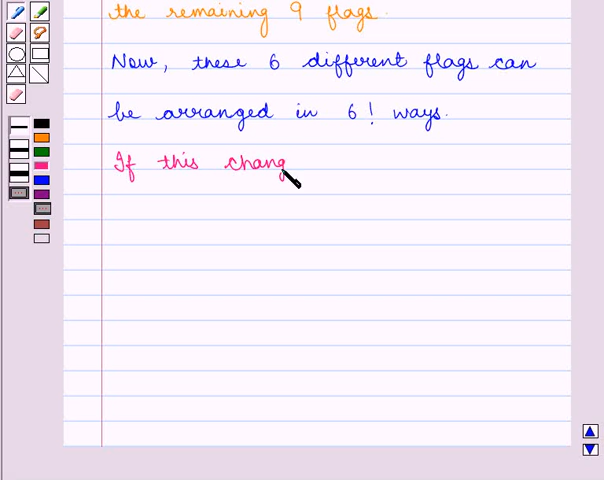 the remaining 9 flags.
Now, these 6 different flags can
be arranged in 6! ways.
If this chang